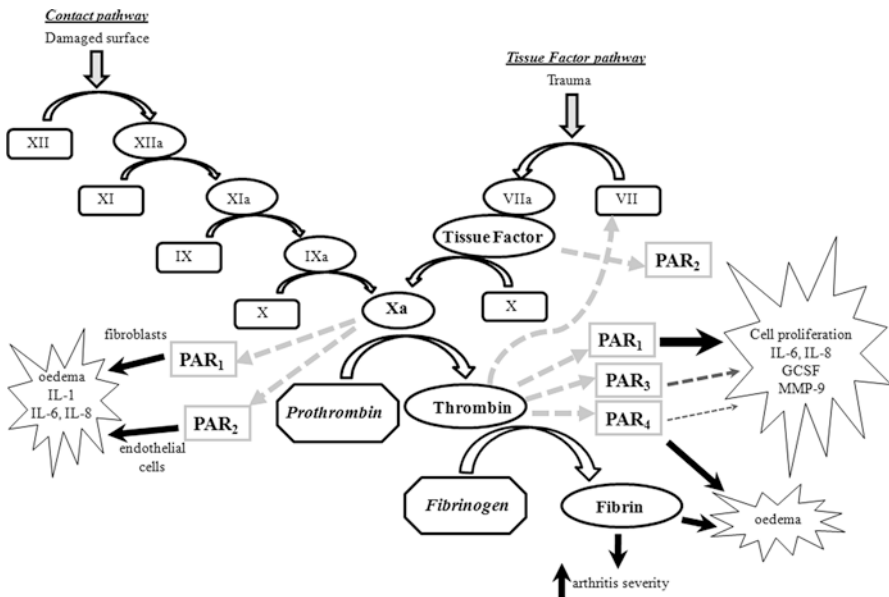 Contact pathway
Damaged surface
Tissue Factor pathway
Trauma
XII
XIIa
XI
XIa
VIIa
VII
Tissue Factor
IX
IXa
PAR2
X
Xa
X
fibroblasts
PAR1
PAR1
Cell proliferation
IL-6, IL-8
GCSF
MMP-9
oedema
IL-1
IL-6, IL-8
PAR3
Prothrombin
Thrombin
PAR2
PAR4
endothelial
cells
Fibrinogen
Fibrin
oedema
arthritis severity